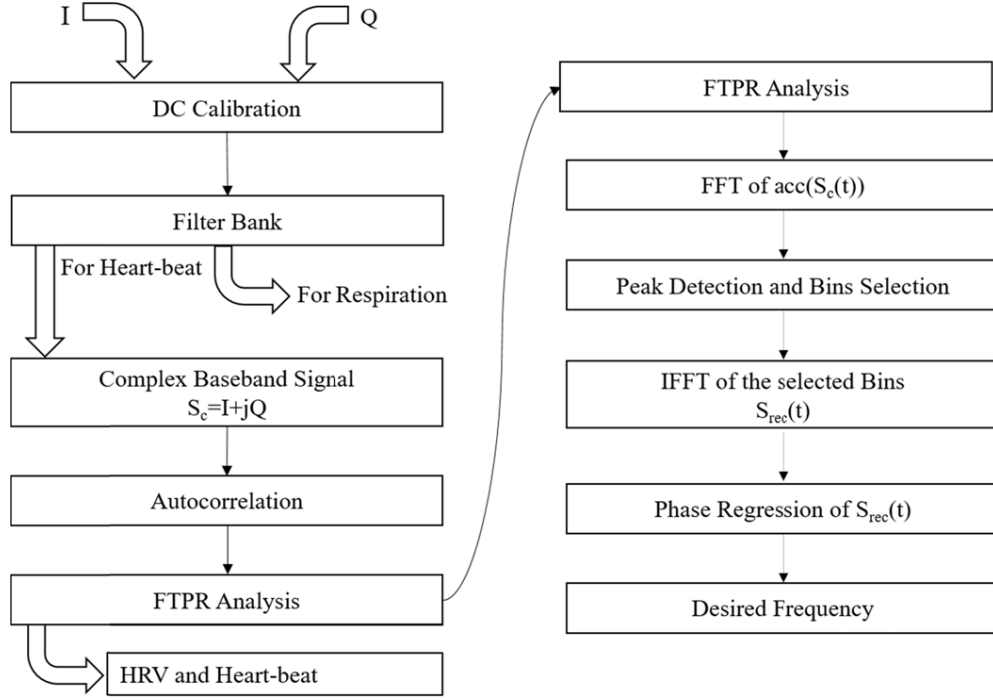 I
Q
DC Calibration
Filter Bank
For Heart-beat
For Respiration
Complex Baseband Signal
Sc=I+jQ
Autocorrelation
FTPR Analysis
HRV and Heart-beat
FTPR Analysis
FFT of acc(Sc(t))
Peak Detection and Bins Selection
IFFT of the selected Bins
Srec(t)
Phase Regression of Srec(t)
Desired Frequency